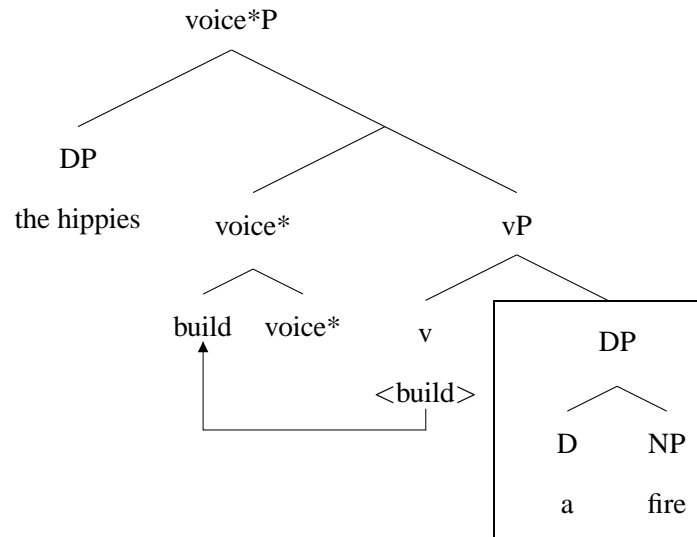 voice*P
DP
the hippies
voice* vP
build voice* v DP
<build>
D NP
a fire